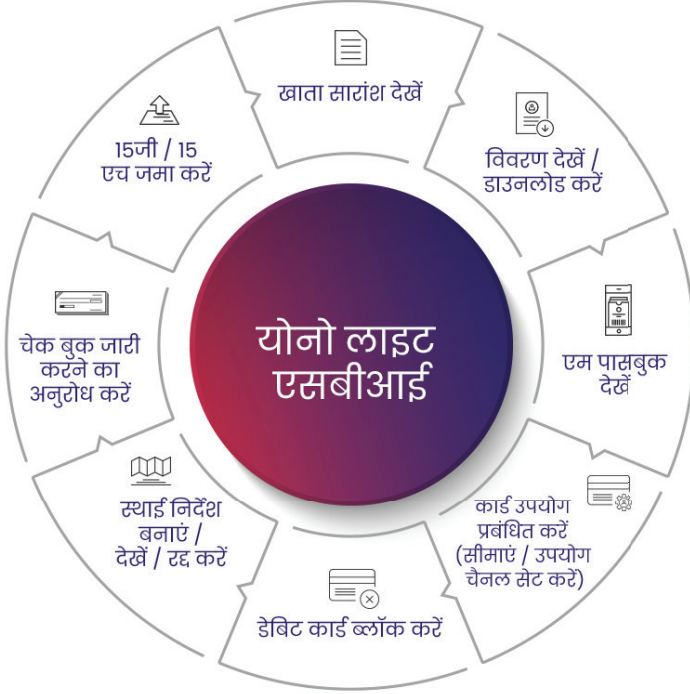 खाता सारांश देखें
विवरण देखें /
डाउनलोड करें
एम पासबुक
देखें
कार्ड उपयोग
प्रबंधित करें
(सीमाएं / उपयोग
चैनल सेट करें)
डेबिट कार्ड ब्लॉक करें
स्थाई निर्देश
बनाएं /
देखें / रद्द करें
चेक बुक जारी
करने का
अनुरोध करें
15जी / 15
एच जमा करें
योनो लाइट
एसबीआई